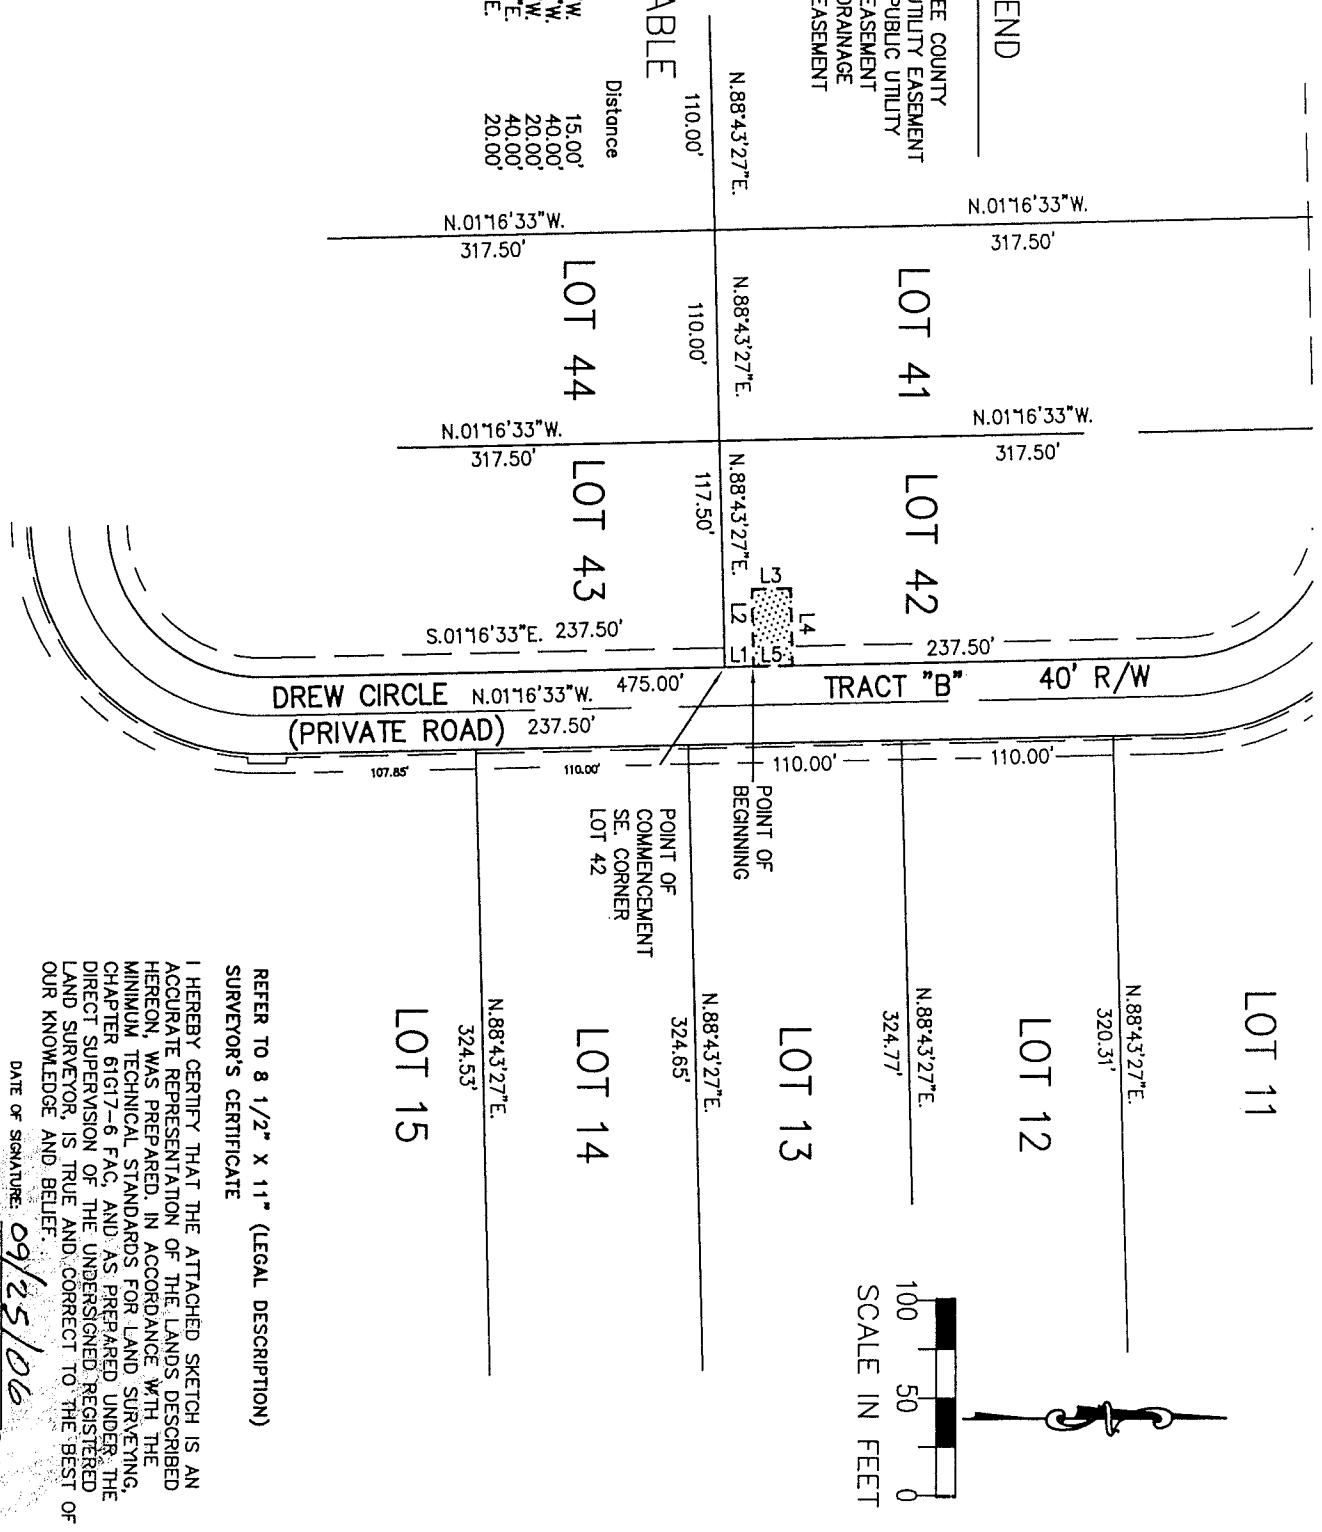 END
EE COUNTY
UTILITY EASEMENT
PUBLIC UTILITY
EASEMENT
DRAINAGE
EASEMENT
ABLE
Distance
W. 15.00'
W. 40.00'
W. 20.00'
E. 40.00'
E. 20.00'
N.88°43'27"E.
110.00'
N.01°16'33"W.
317.50'
N.01°16'33"W.
317.50'
LOT 41
LOT 44
N.88°43'27"E.
110.00'
N.01°16'33"W.
317.50'
N.01°16'33"W.
317.50'
LOT 42
LOT 43
N.88°43'27"E.
117.50'
L3
L2
L4
L1
L5
S.01°16'33"E. 237.50'
237.50'
DREW CIRCLE
(PRIVATE ROAD)
N.01°16'33"W.
475.00'
237.50'
TRACT "B"
40' R/W
107.85'
110.00'
110.00'
110.00'
POINT OF
BEGINNING
POINT OF
COMMENCEMENT
SE. CORNER
LOT 42
LOT 11
N.88°43'27"E.
320.31'
LOT 12
N.88°43'27"E.
324.77'
LOT 13
N.88°43'27"E.
324.65'
LOT 14
N.88°43'27"E.
324.53'
LOT 15
100 50 0
SCALE IN FEET
REFER TO 8 1/2" X 11" (LEGAL DESCRIPTION)
SURVEYOR'S CERTIFICATE
I HEREBY CERTIFY THAT THE ATTACHED SKETCH IS AN
ACCURATE REPRESENTATION OF THE LANDS DESCRIBED
HEREON, WAS PREPARED. IN ACCORDANCE WITH THE
MINIMUM TECHNICAL STANDARDS FOR LAND SURVEYING,
CHAPTER 61G17-6 FAC, AND AS PREPARED UNDER THE
DIRECT SUPERVISION OF THE UNDERSIGNED REGISTERED
LAND SURVEYOR, IS TRUE AND CORRECT TO THE BEST OF
OUR KNOWLEDGE AND BELIEF.
DATE OF SIGNATURE: 09/25/06